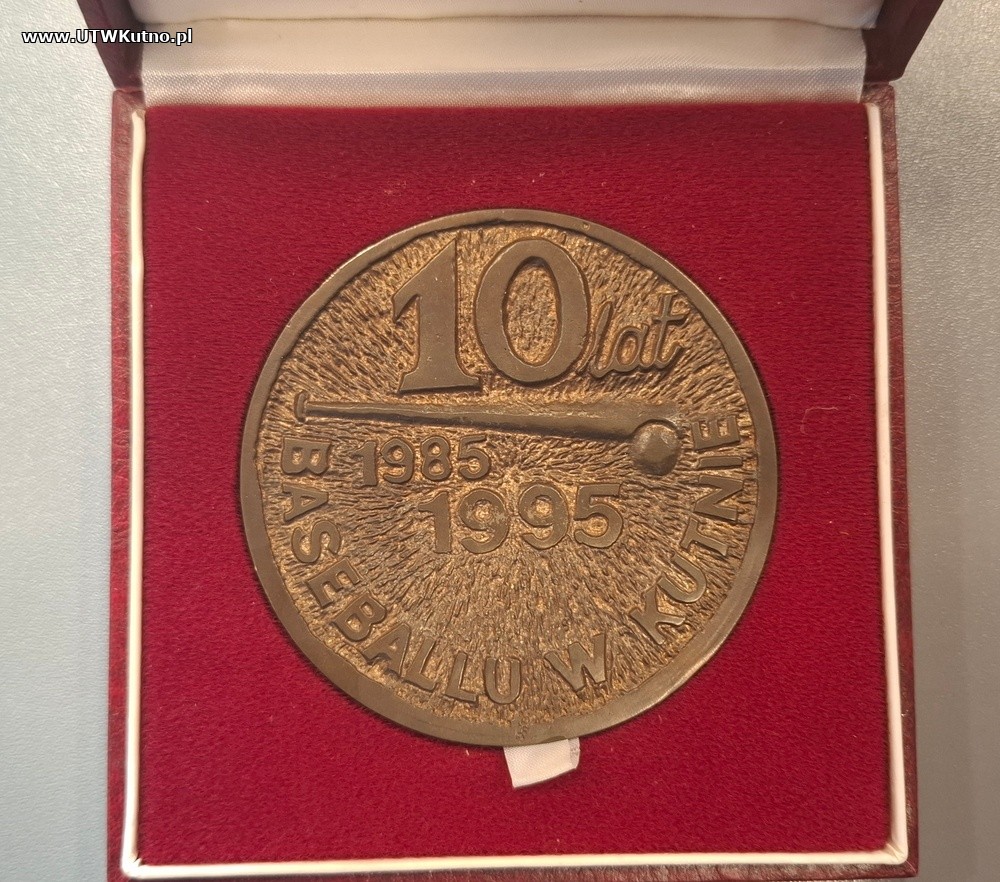 www.UTWKutno.pl
10 lat
1985
1995
BASEBALLU W KUTNIE